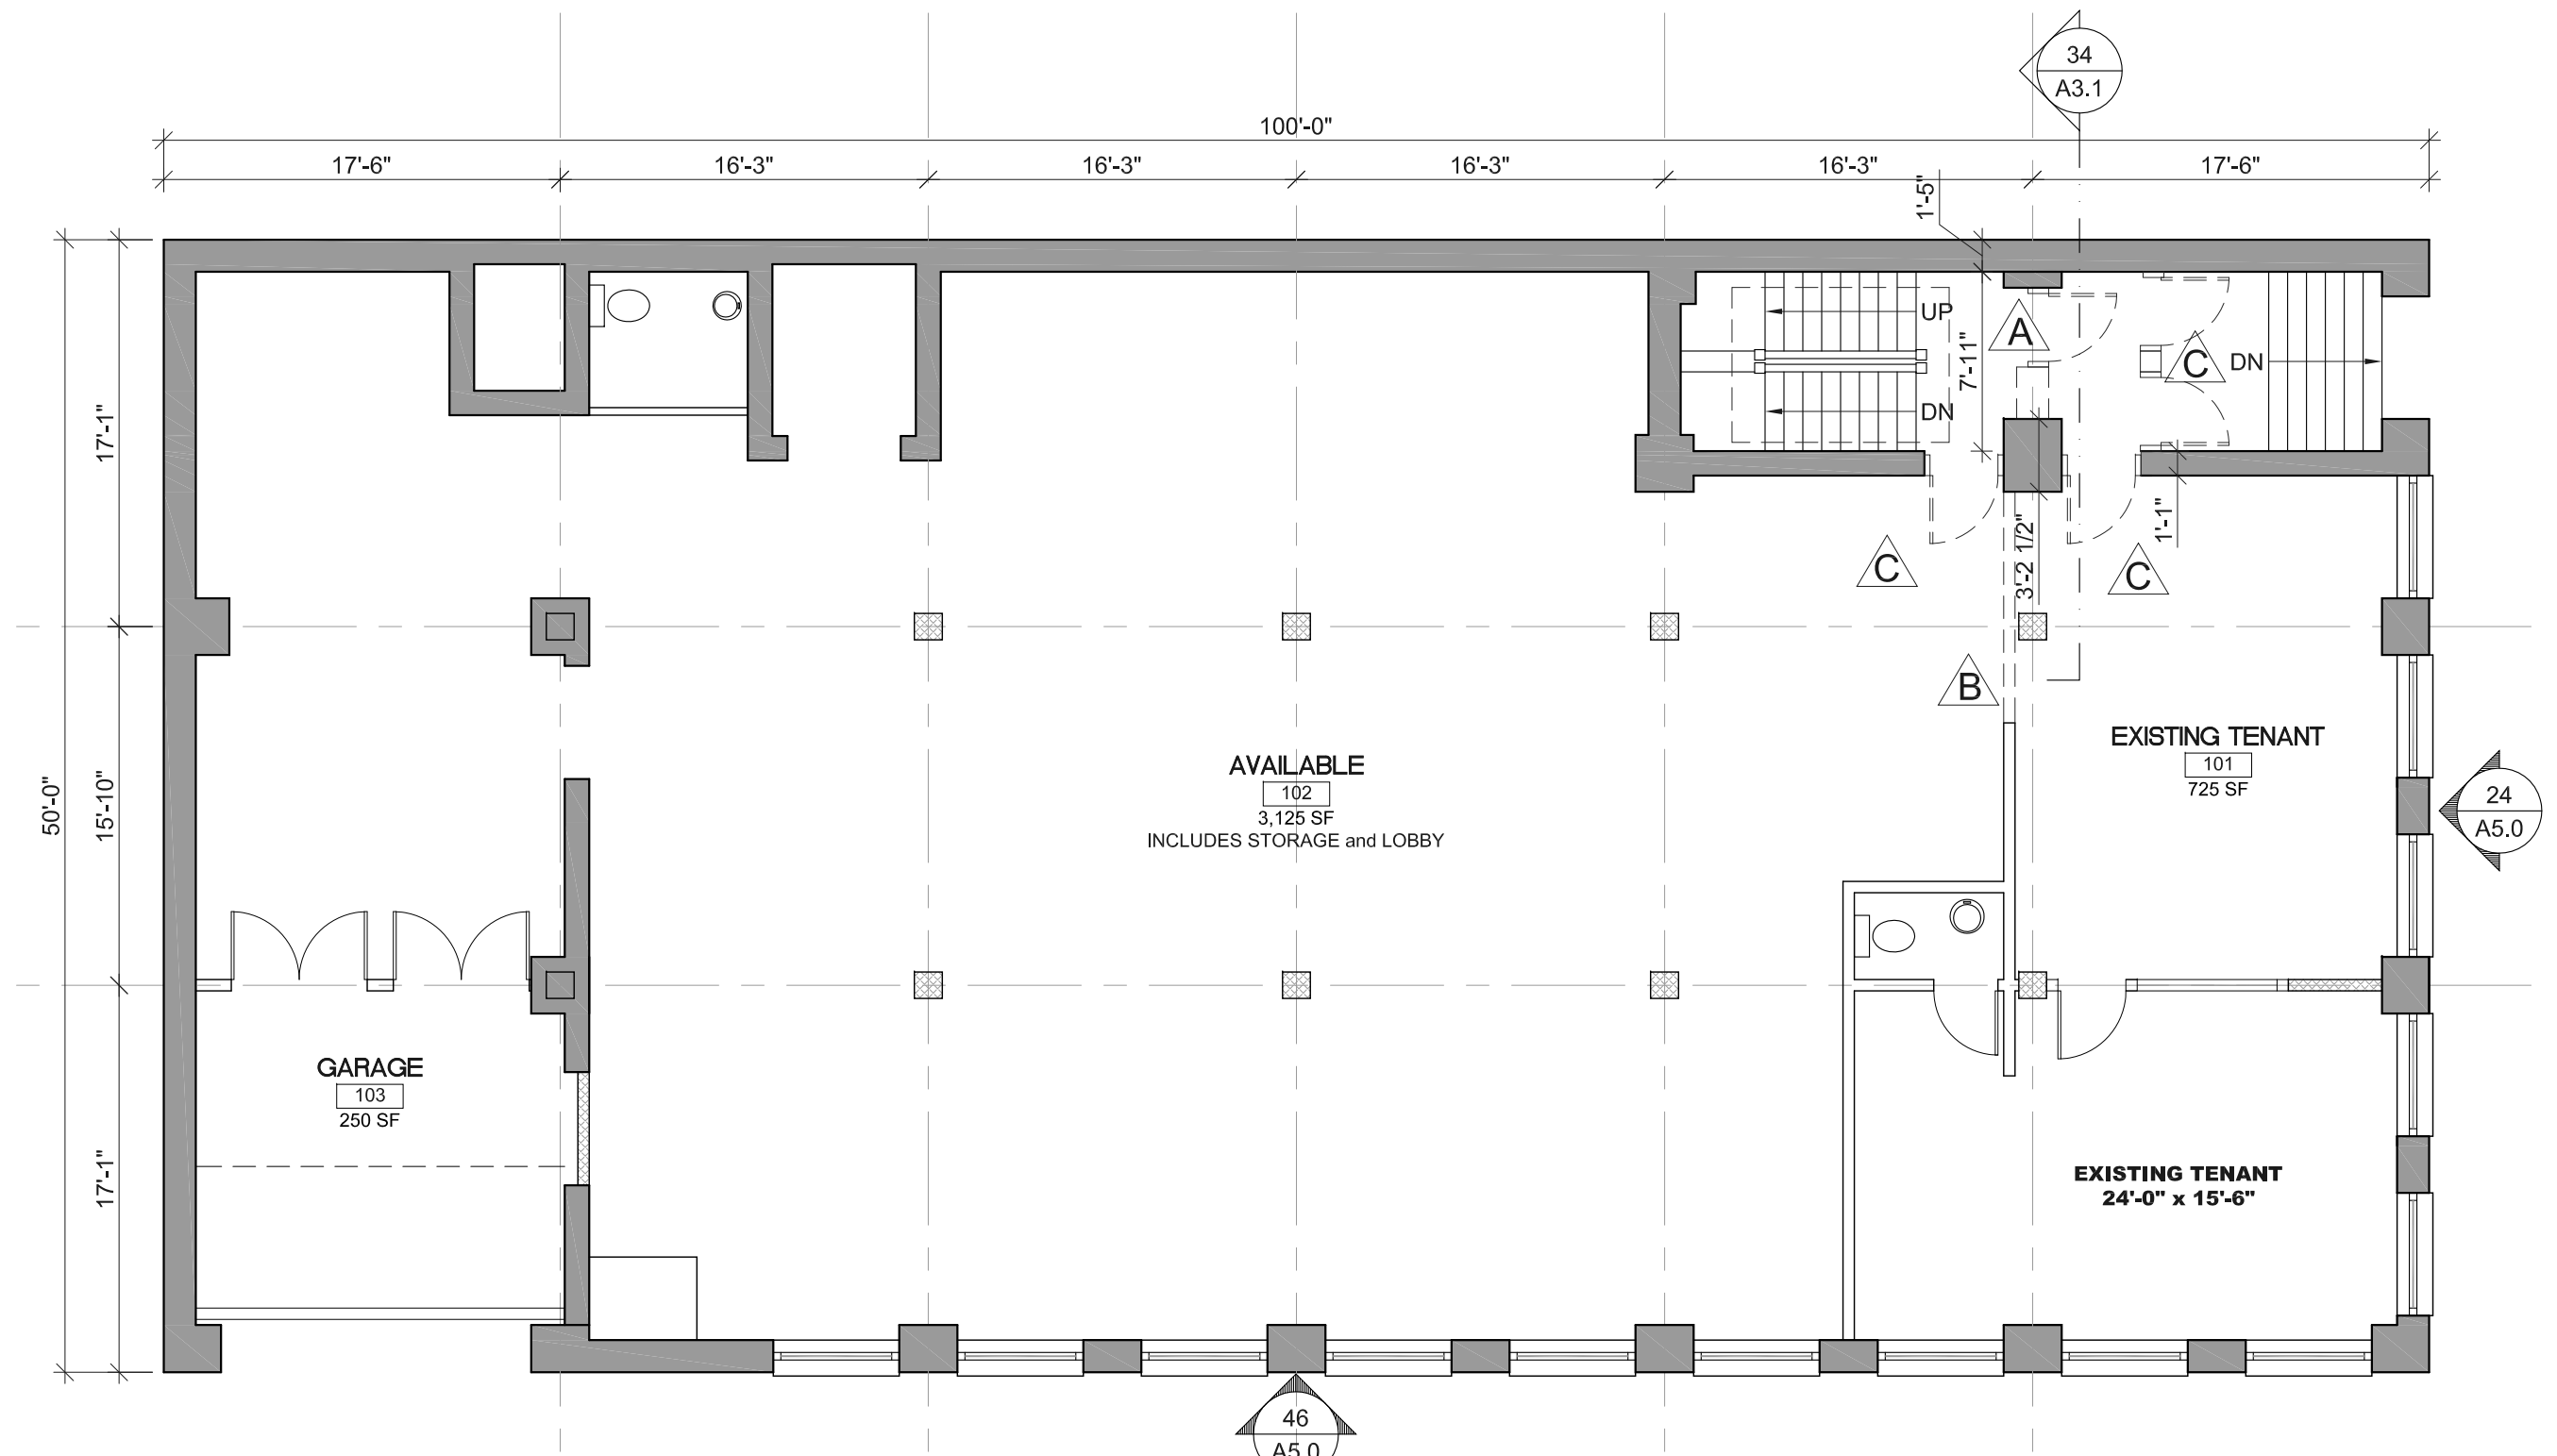 34
A3.1
100'-0"
17'-6"
16'-3"
16'-3"
16'-3"
16'-3"
17'-6"
1'-5"
UP
A
7'-11"
C
DN
DN
17'-1"
1'-1"
3'-2 1/2"
C
C
B
EXISTING TENANT
101
725 SF
AVAILABLE
102
3,125 SF
INCLUDES STORAGE and LOBBY
50'-0"
15'-10"
24
A5.0
GARAGE
103
250 SF
17'-1"
EXISTING TENANT
24'-0" x 15'-6"
46
A5.0